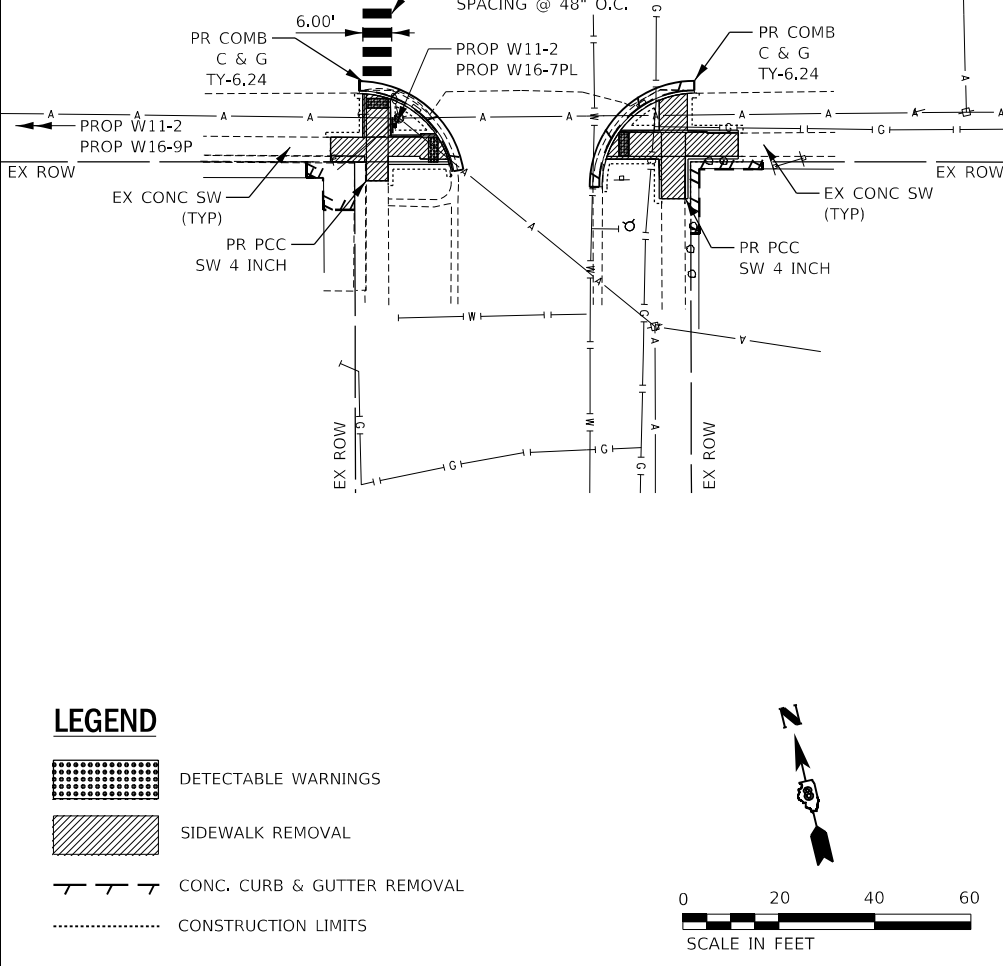 SPACING @ 48" O.C.
6.00'
PR COMB
C & G
TY-6.24
PROP W11-2
PROP W16-7PL
PR COMB
C & G
TY-6.24
PROP W11-2
PROP W16-9P
EX ROW
EX CONC SW
(TYP)
PR PCC
SW 4 INCH
EX ROW
EX CONC SW
(TYP)
PR PCC
SW 4 INCH
A A A A A A A A A A A A
G G
W W W W
A A A A A A
G G G G G
EX ROW
EX ROW
LEGEND
DETECTABLE WARNINGS
SIDEWALK REMOVAL
CONC. CURB & GUTTER REMOVAL
CONSTRUCTION LIMITS
N
8
0 20 40 60
SCALE IN FEET